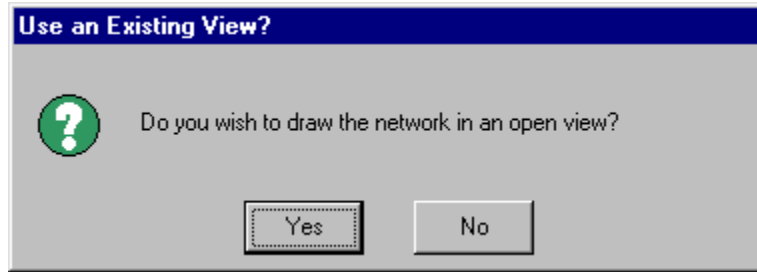 Use an Existing View?
Do you wish to draw the network in an open view?
Yes No